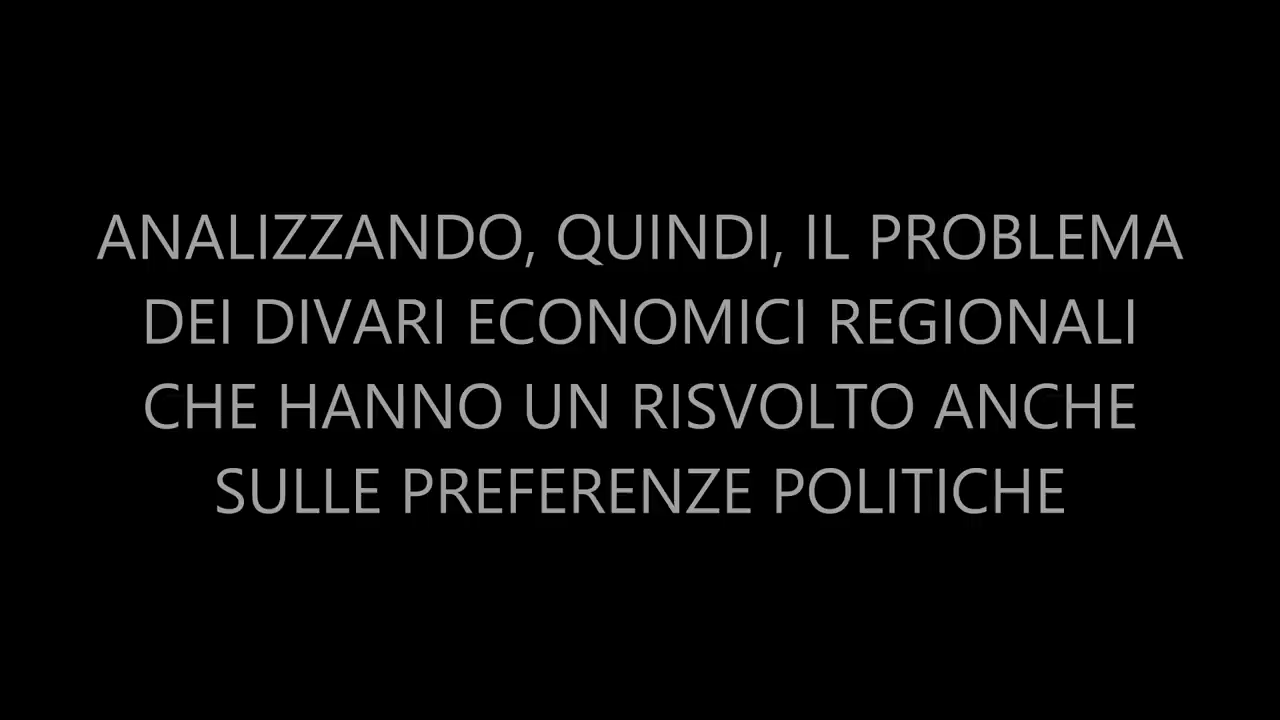 ANALIZZANDO, QUINDI, IL PROBLEMA
DEI DIVARI ECONOMICI REGIONALI
CHE HANNO UN RISVOLTO ANCHE
SULLE PREFERENZE POLITICHE